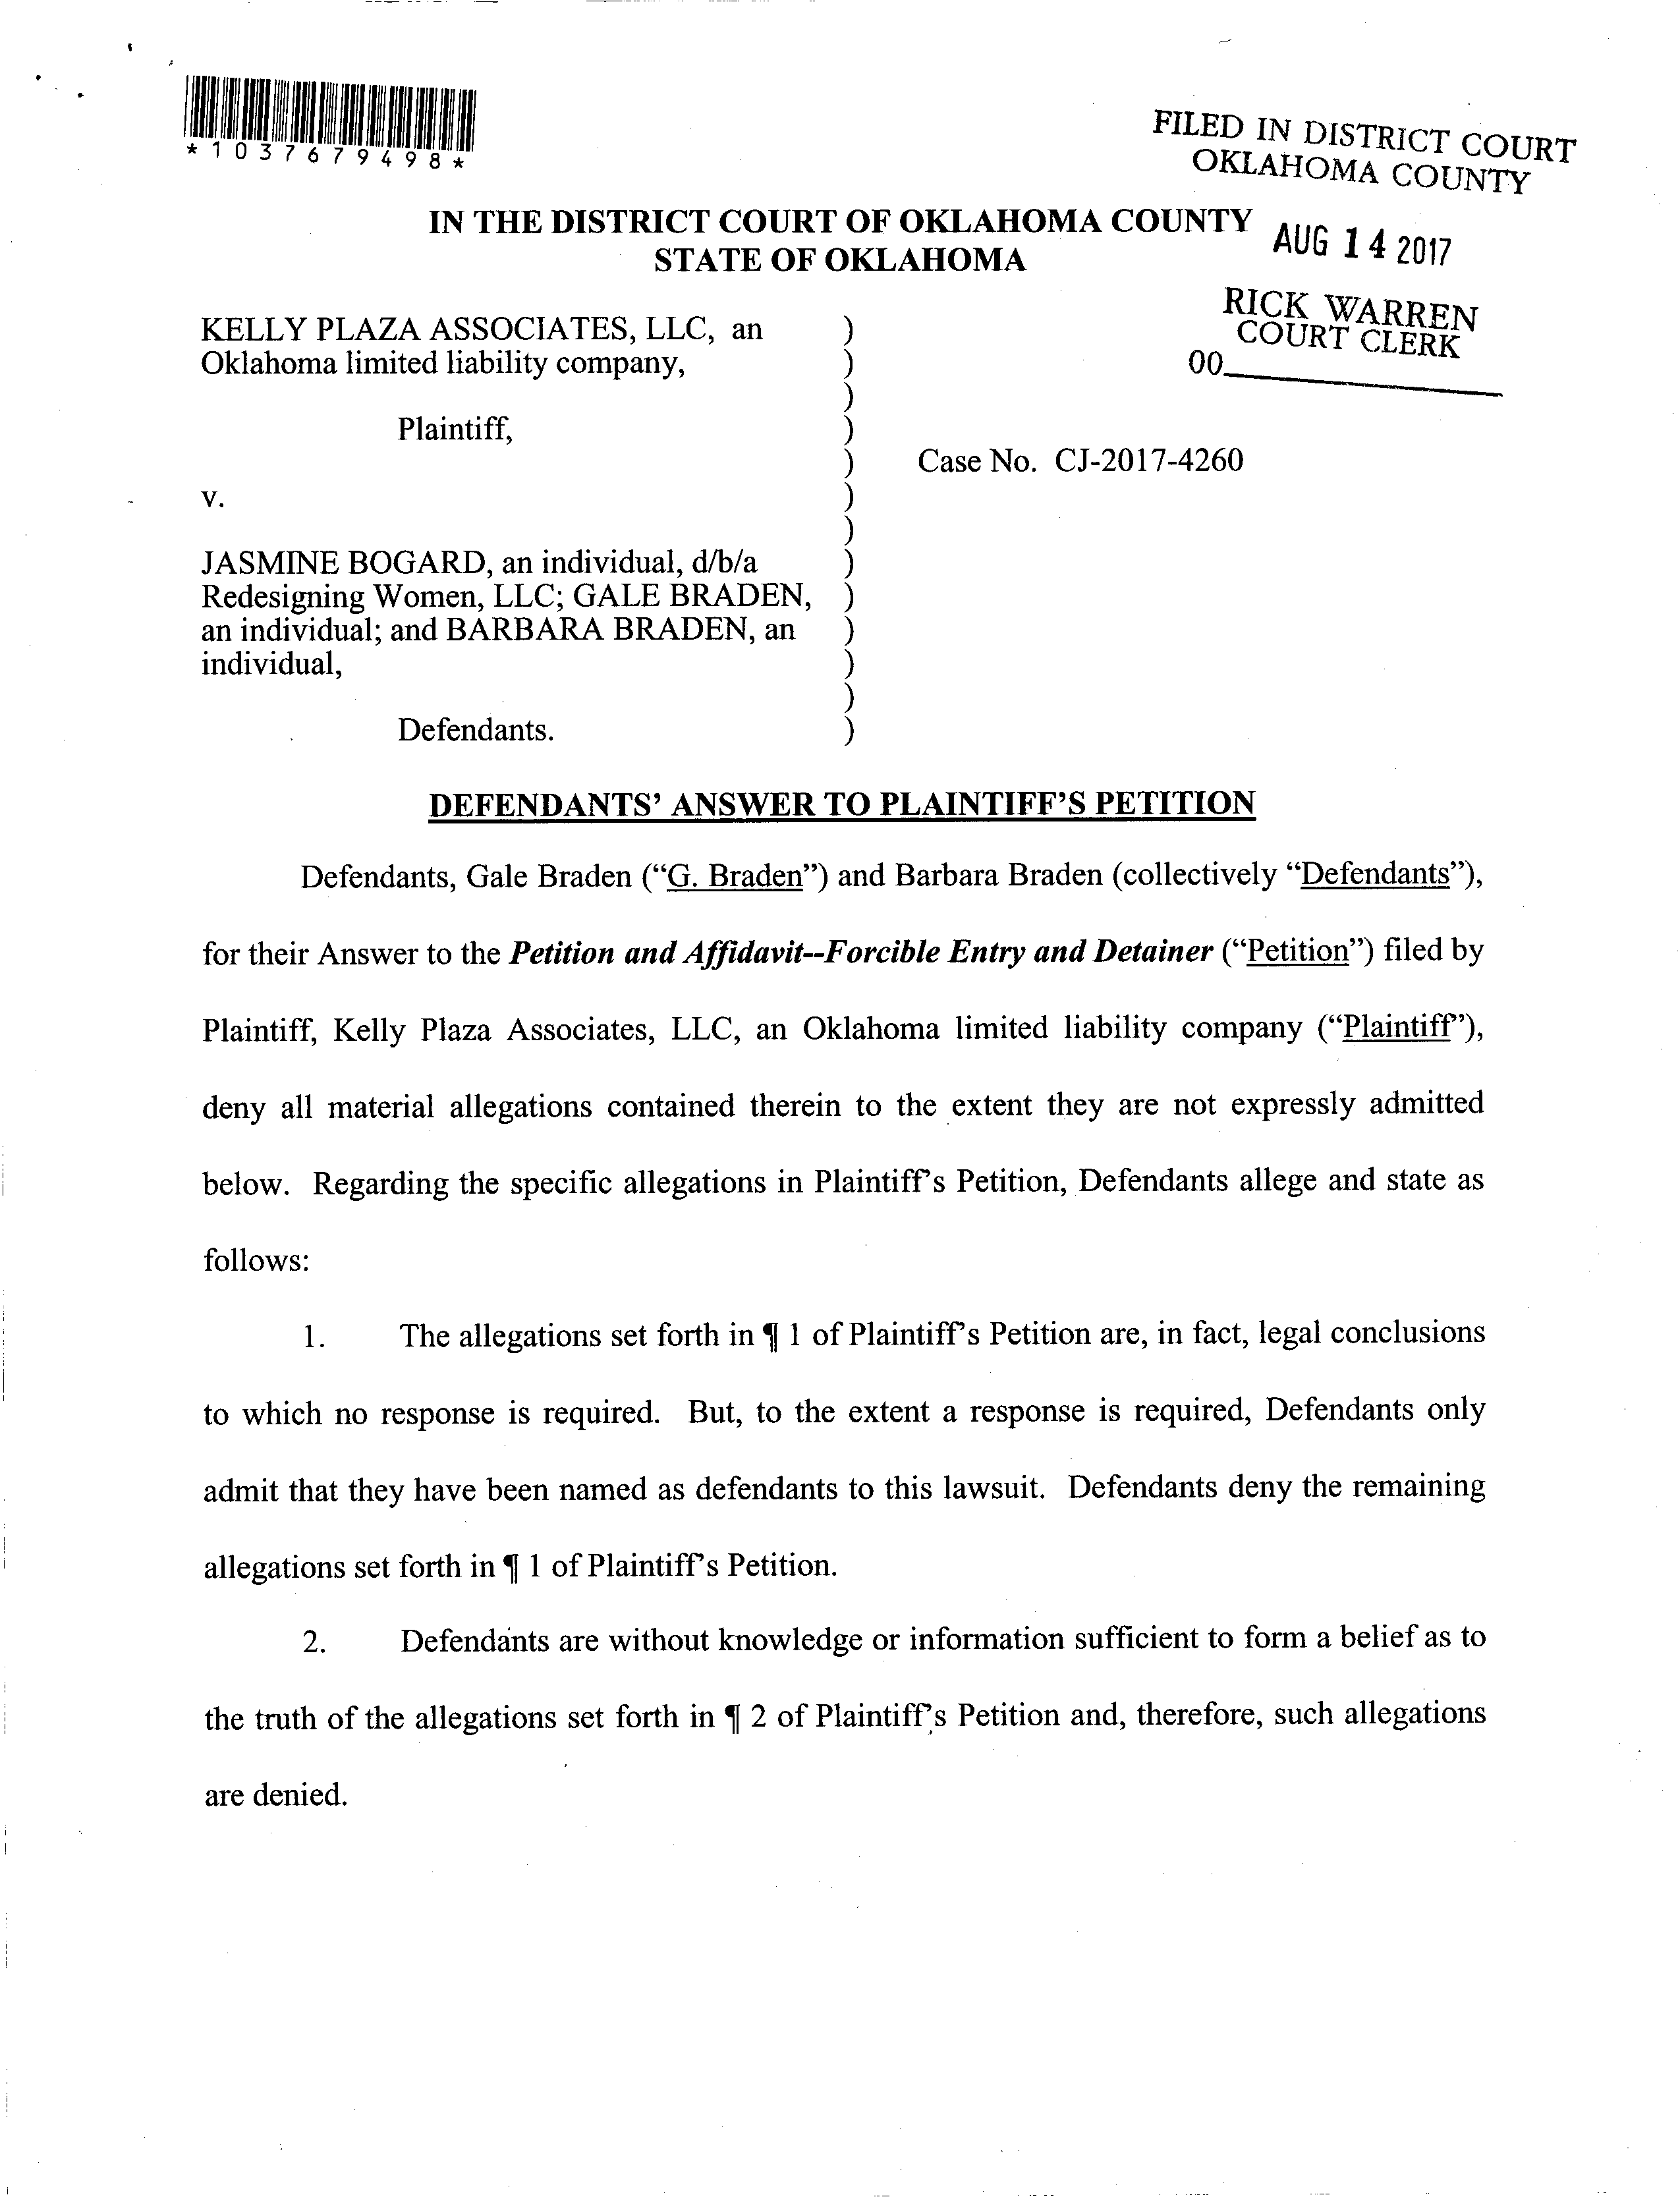 *1037679498*
FILED IN DISTRICT COURT
OKLAHOMA COUNTY
IN THE DISTRICT COURT OF OKLAHOMA COUNTY
STATE OF OKLAHOMA
AUG 14 2017
RICK WARREN
COURT CLERK
00
KELLY PLAZA ASSOCIATES, LLC, an )
Oklahoma limited liability company, )
)
Plaintiff, )
) Case No. CJ-2017-4260
v. )
)
JASMINE BOGARD, an individual, d/b/a )
Redesigning Women, LLC; GALE BRADEN, )
an individual; and BARBARA BRADEN, an )
individual, )
)
Defendants. )
DEFENDANTS' ANSWER TO PLAINTIFF'S PETITION
Defendants, Gale Braden ("G. Braden") and Barbara Braden (collectively "Defendants"),
for their Answer to the Petition and Affidavit--Forcible Entry and Detainer ("Petition") filed by
Plaintiff, Kelly Plaza Associates, LLC, an Oklahoma limited liability company ("Plaintiff"),
deny all material allegations contained therein to the extent they are not expressly admitted
below. Regarding the specific allegations in Plaintiff's Petition, Defendants allege and state as
follows:
1. The allegations set forth in ¶ 1 of Plaintiff's Petition are, in fact, legal conclusions
to which no response is required. But, to the extent a response is required, Defendants only
admit that they have been named as defendants to this lawsuit. Defendants deny the remaining
allegations set forth in ¶ 1 of Plaintiff's Petition.
2. Defendants are without knowledge or information sufficient to form a belief as to
the truth of the allegations set forth in ¶ 2 of Plaintiff's Petition and, therefore, such allegations
are denied.